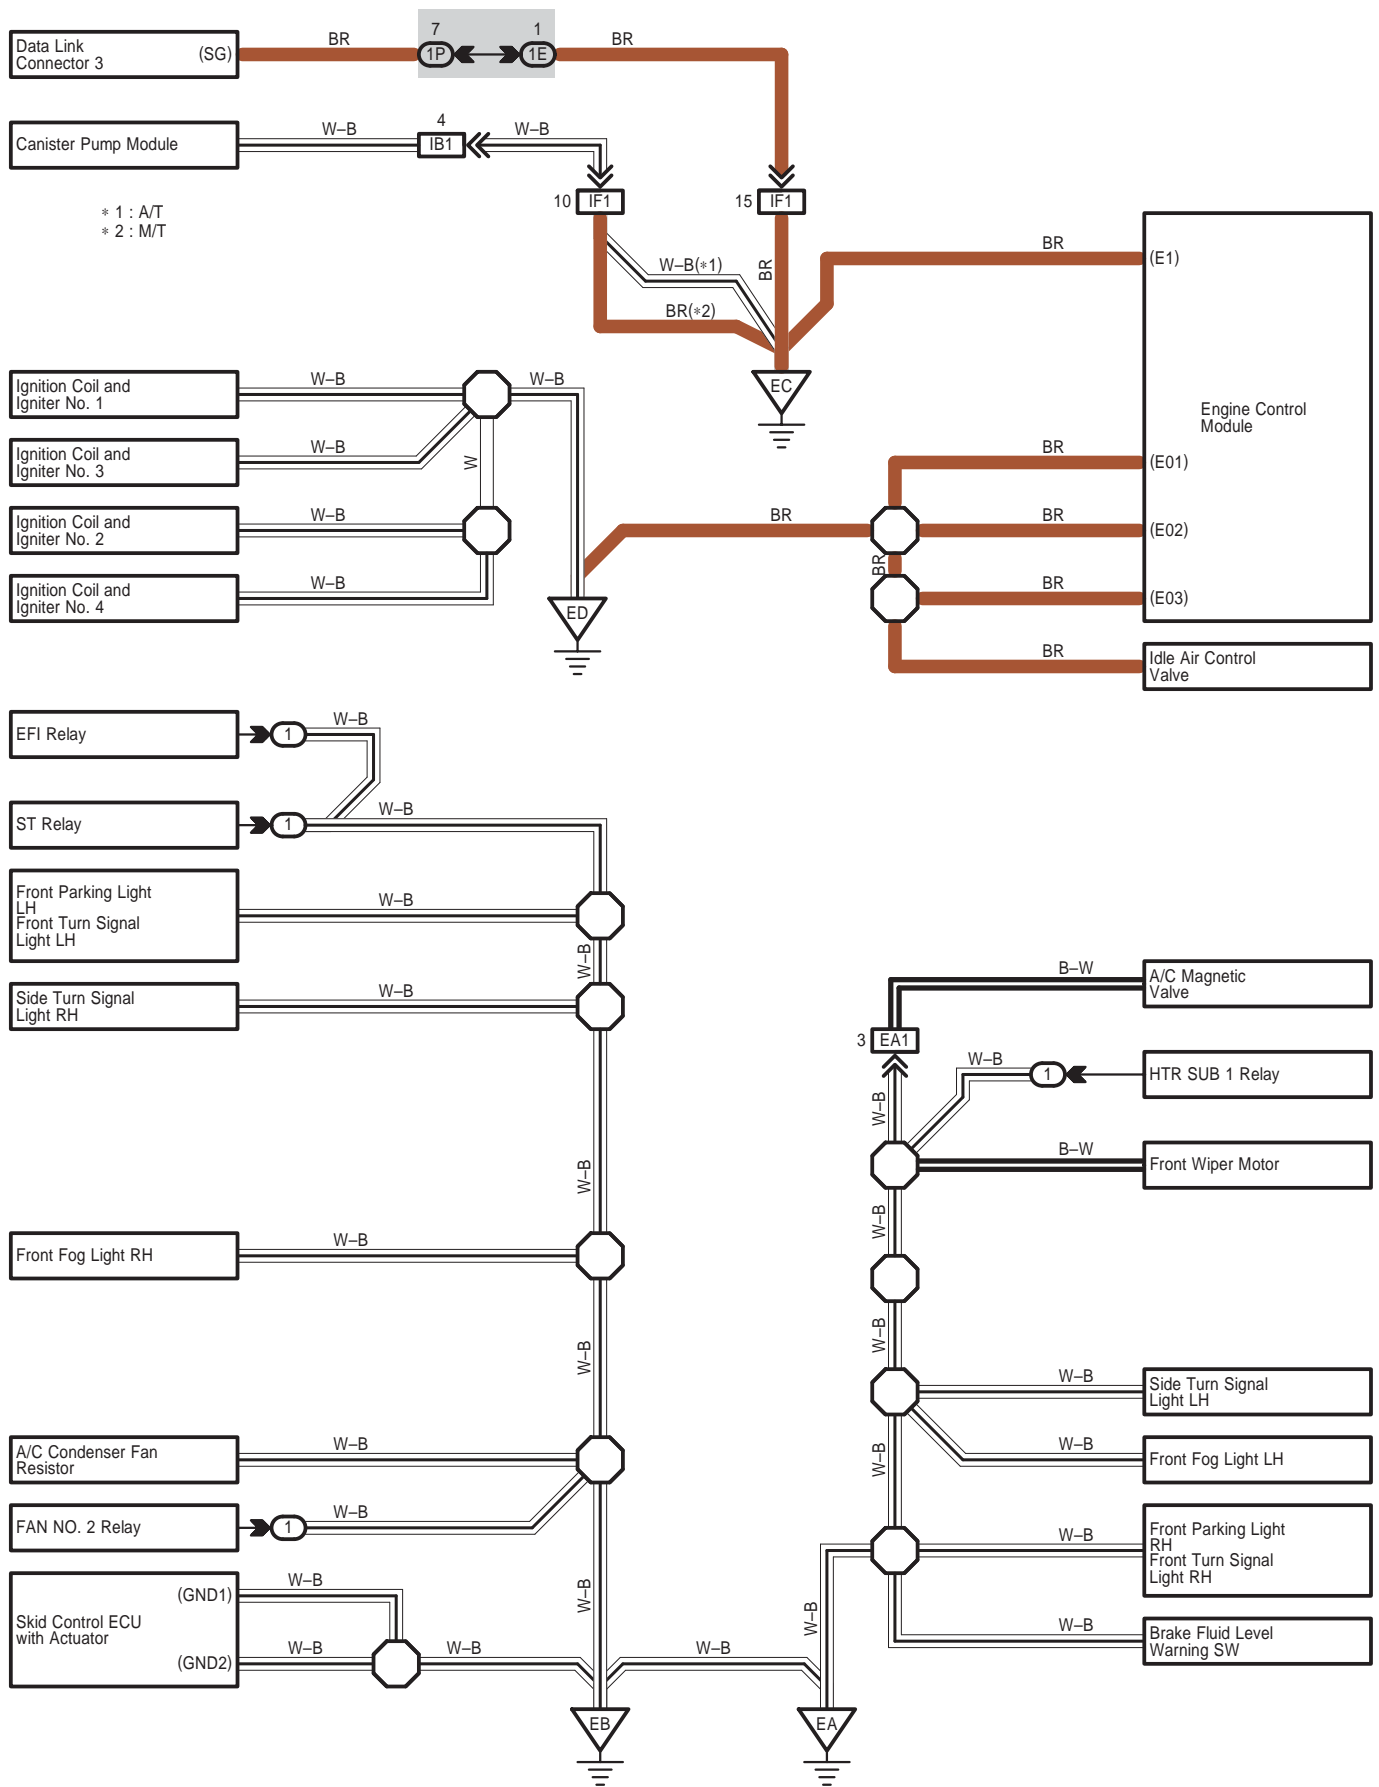 7
1
Data Link
Connector 3
(SG)
BR
1P
1E
BR
4
W–B
IB1
W–B
Canister Pump Module
10
IF1
15
IF1
∗ 1 : A/T
∗ 2 : M/T
W–B(∗1)
BR
BR(∗2)
BR
(E1)
EC
Engine Control
Module
Ignition Coil and
Igniter No. 1
W–B
W–B
Ignition Coil and
Igniter No. 3
W–B
W
BR
(E01)
Ignition Coil and
Igniter No. 2
W–B
BR
BR
(E02)
BR
Ignition Coil and
Igniter No. 4
W–B
ED
BR
(E03)
BR
Idle Air Control
Valve
EFI Relay
1
W–B
ST Relay
1
W–B
Front Parking Light
LH
Front Turn Signal
Light LH
W–B
W–B
Side Turn Signal
Light RH
W–B
B–W
A/C Magnetic
Valve
3
EA1
W–B
1
HTR SUB 1 Relay
W–B
B–W
Front Wiper Motor
W–B
W–B
Front Fog Light RH
W–B
W–B
W–B
W–B
Side Turn Signal
Light LH
A/C Condenser Fan
Resistor
W–B
W–B
W–B
Front Fog Light LH
FAN NO. 2 Relay
1
W–B
W–B
Front Parking Light
RH
Front Turn Signal
Light RH
Skid Control ECU
with Actuator
(GND1)
W–B
(GND2)
W–B
W–B
W–B
W–B
W–B
W–B
Brake Fluid Level
Warning SW
EB
EA